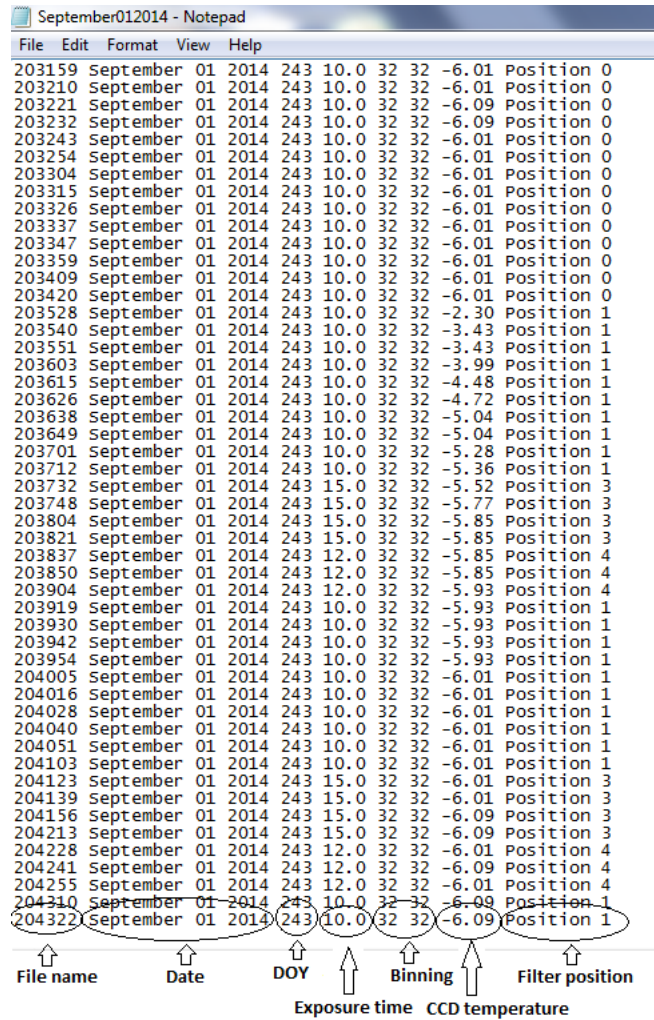 September012014 - Notepad
File Edit Format View Help
203159 September 01 2014 243 10.0 32 32 -6.01 Position 0
203210 September 01 2014 243 10.0 32 32 -6.01 Position 0
203221 September 01 2014 243 10.0 32 32 -6.09 Position 0
203232 September 01 2014 243 10.0 32 32 -6.09 Position 0
203243 September 01 2014 243 10.0 32 32 -6.01 Position 0
203254 September 01 2014 243 10.0 32 32 -6.01 Position 0
203304 September 01 2014 243 10.0 32 32 -6.01 Position 0
203315 September 01 2014 243 10.0 32 32 -6.01 Position 0
203326 September 01 2014 243 10.0 32 32 -6.01 Position 0
203337 September 01 2014 243 10.0 32 32 -6.01 Position 0
203347 September 01 2014 243 10.0 32 32 -6.01 Position 0
203359 September 01 2014 243 10.0 32 32 -6.01 Position 0
203409 September 01 2014 243 10.0 32 32 -6.01 Position 0
203420 September 01 2014 243 10.0 32 32 -6.01 Position 0
203528 September 01 2014 243 10.0 32 32 -2.30 Position 1
203540 September 01 2014 243 10.0 32 32 -3.43 Position 1
203551 September 01 2014 243 10.0 32 32 -3.43 Position 1
203603 September 01 2014 243 10.0 32 32 -3.99 Position 1
203615 September 01 2014 243 10.0 32 32 -4.48 Position 1
203626 September 01 2014 243 10.0 32 32 -4.72 Position 1
203638 September 01 2014 243 10.0 32 32 -5.04 Position 1
203649 September 01 2014 243 10.0 32 32 -5.04 Position 1
203701 September 01 2014 243 10.0 32 32 -5.28 Position 1
203712 September 01 2014 243 10.0 32 32 -5.36 Position 1
203732 September 01 2014 243 15.0 32 32 -5.52 Position 3
203748 September 01 2014 243 15.0 32 32 -5.77 Position 3
203804 September 01 2014 243 15.0 32 32 -5.85 Position 3
203821 September 01 2014 243 15.0 32 32 -5.85 Position 3
203837 September 01 2014 243 12.0 32 32 -5.85 Position 4
203850 September 01 2014 243 12.0 32 32 -5.85 Position 4
203904 September 01 2014 243 12.0 32 32 -5.93 Position 4
203919 September 01 2014 243 10.0 32 32 -5.93 Position 1
203930 September 01 2014 243 10.0 32 32 -5.93 Position 1
203942 September 01 2014 243 10.0 32 32 -5.93 Position 1
203954 September 01 2014 243 10.0 32 32 -5.93 Position 1
204005 September 01 2014 243 10.0 32 32 -6.01 Position 1
204016 September 01 2014 243 10.0 32 32 -6.01 Position 1
204028 September 01 2014 243 10.0 32 32 -6.01 Position 1
204040 September 01 2014 243 10.0 32 32 -6.01 Position 1
204051 September 01 2014 243 10.0 32 32 -6.01 Position 1
204103 September 01 2014 243 10.0 32 32 -6.01 Position 1
204123 September 01 2014 243 15.0 32 32 -6.01 Position 3
204139 September 01 2014 243 15.0 32 32 -6.01 Position 3
204156 September 01 2014 243 15.0 32 32 -6.09 Position 3
204213 September 01 2014 243 15.0 32 32 -6.09 Position 3
204228 September 01 2014 243 12.0 32 32 -6.01 Position 4
204241 September 01 2014 243 12.0 32 32 -6.09 Position 4
204255 September 01 2014 243 12.0 32 32 -6.01 Position 4
204310 September 01 2014 243 10.0 32 32 -6.09 Position 1
204322 September 01 2014 243 10.0 32 32 -6.09 Position 1
File name Date DOY Binning Filter position
Exposure time CCD temperature